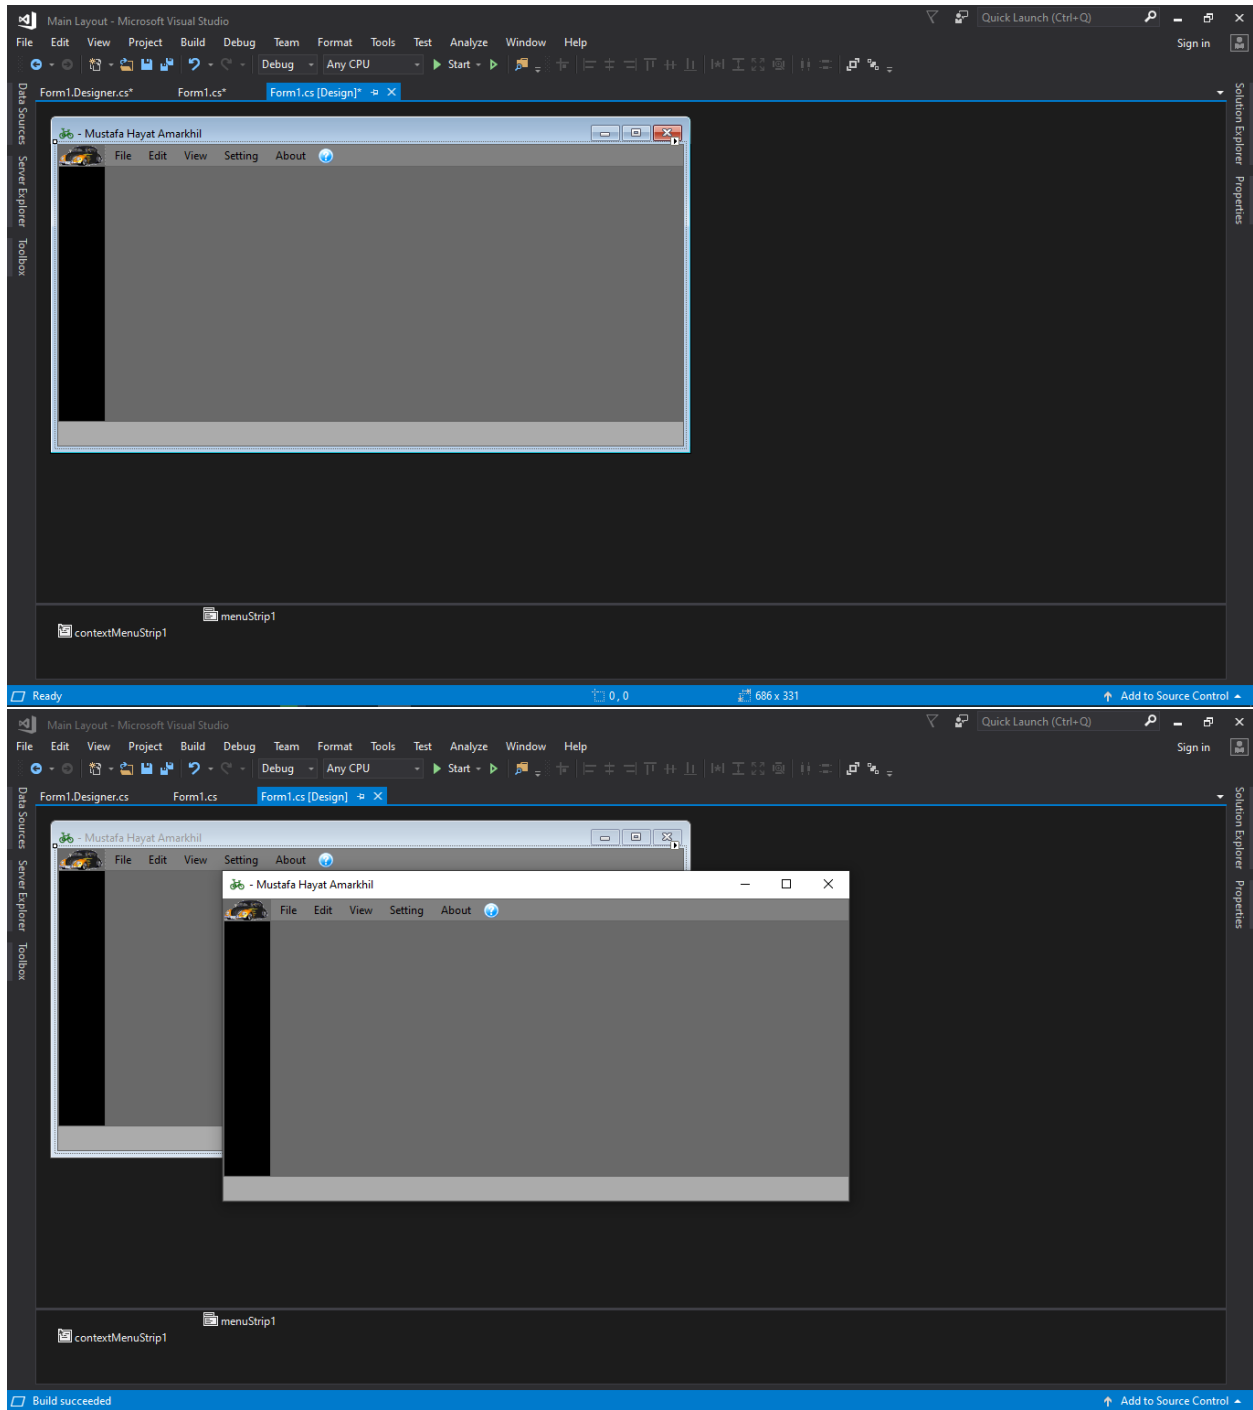 Main Layout - Microsoft Visual Studio
Quick Launch (Ctrl+Q)
File Edit View Project Build Debug Team Format Tools Test Analyze Window Help
Sign in
Debug Any CPU Start
Form1.Designer.cs* Form1.cs* Form1.cs [Design]*
Data Sources
Server Explorer
Toolbox
Solution Explorer
Properties
- Mustafa Hayat Amarkhil
File Edit View Setting About
menuStrip1
contextMenuStrip1
Ready
0 , 0
686 x 331
Add to Source Control
Main Layout - Microsoft Visual Studio
Quick Launch (Ctrl+Q)
File Edit View Project Build Debug Team Format Tools Test Analyze Window Help
Sign in
Debug Any CPU Start
Form1.Designer.cs Form1.cs Form1.cs [Design]
Data Sources
Server Explorer
Toolbox
Solution Explorer
Properties
- Mustafa Hayat Amarkhil
File Edit View Setting About
- Mustafa Hayat Amarkhil
File Edit View Setting About
menuStrip1
contextMenuStrip1
Build succeeded
Add to Source Control